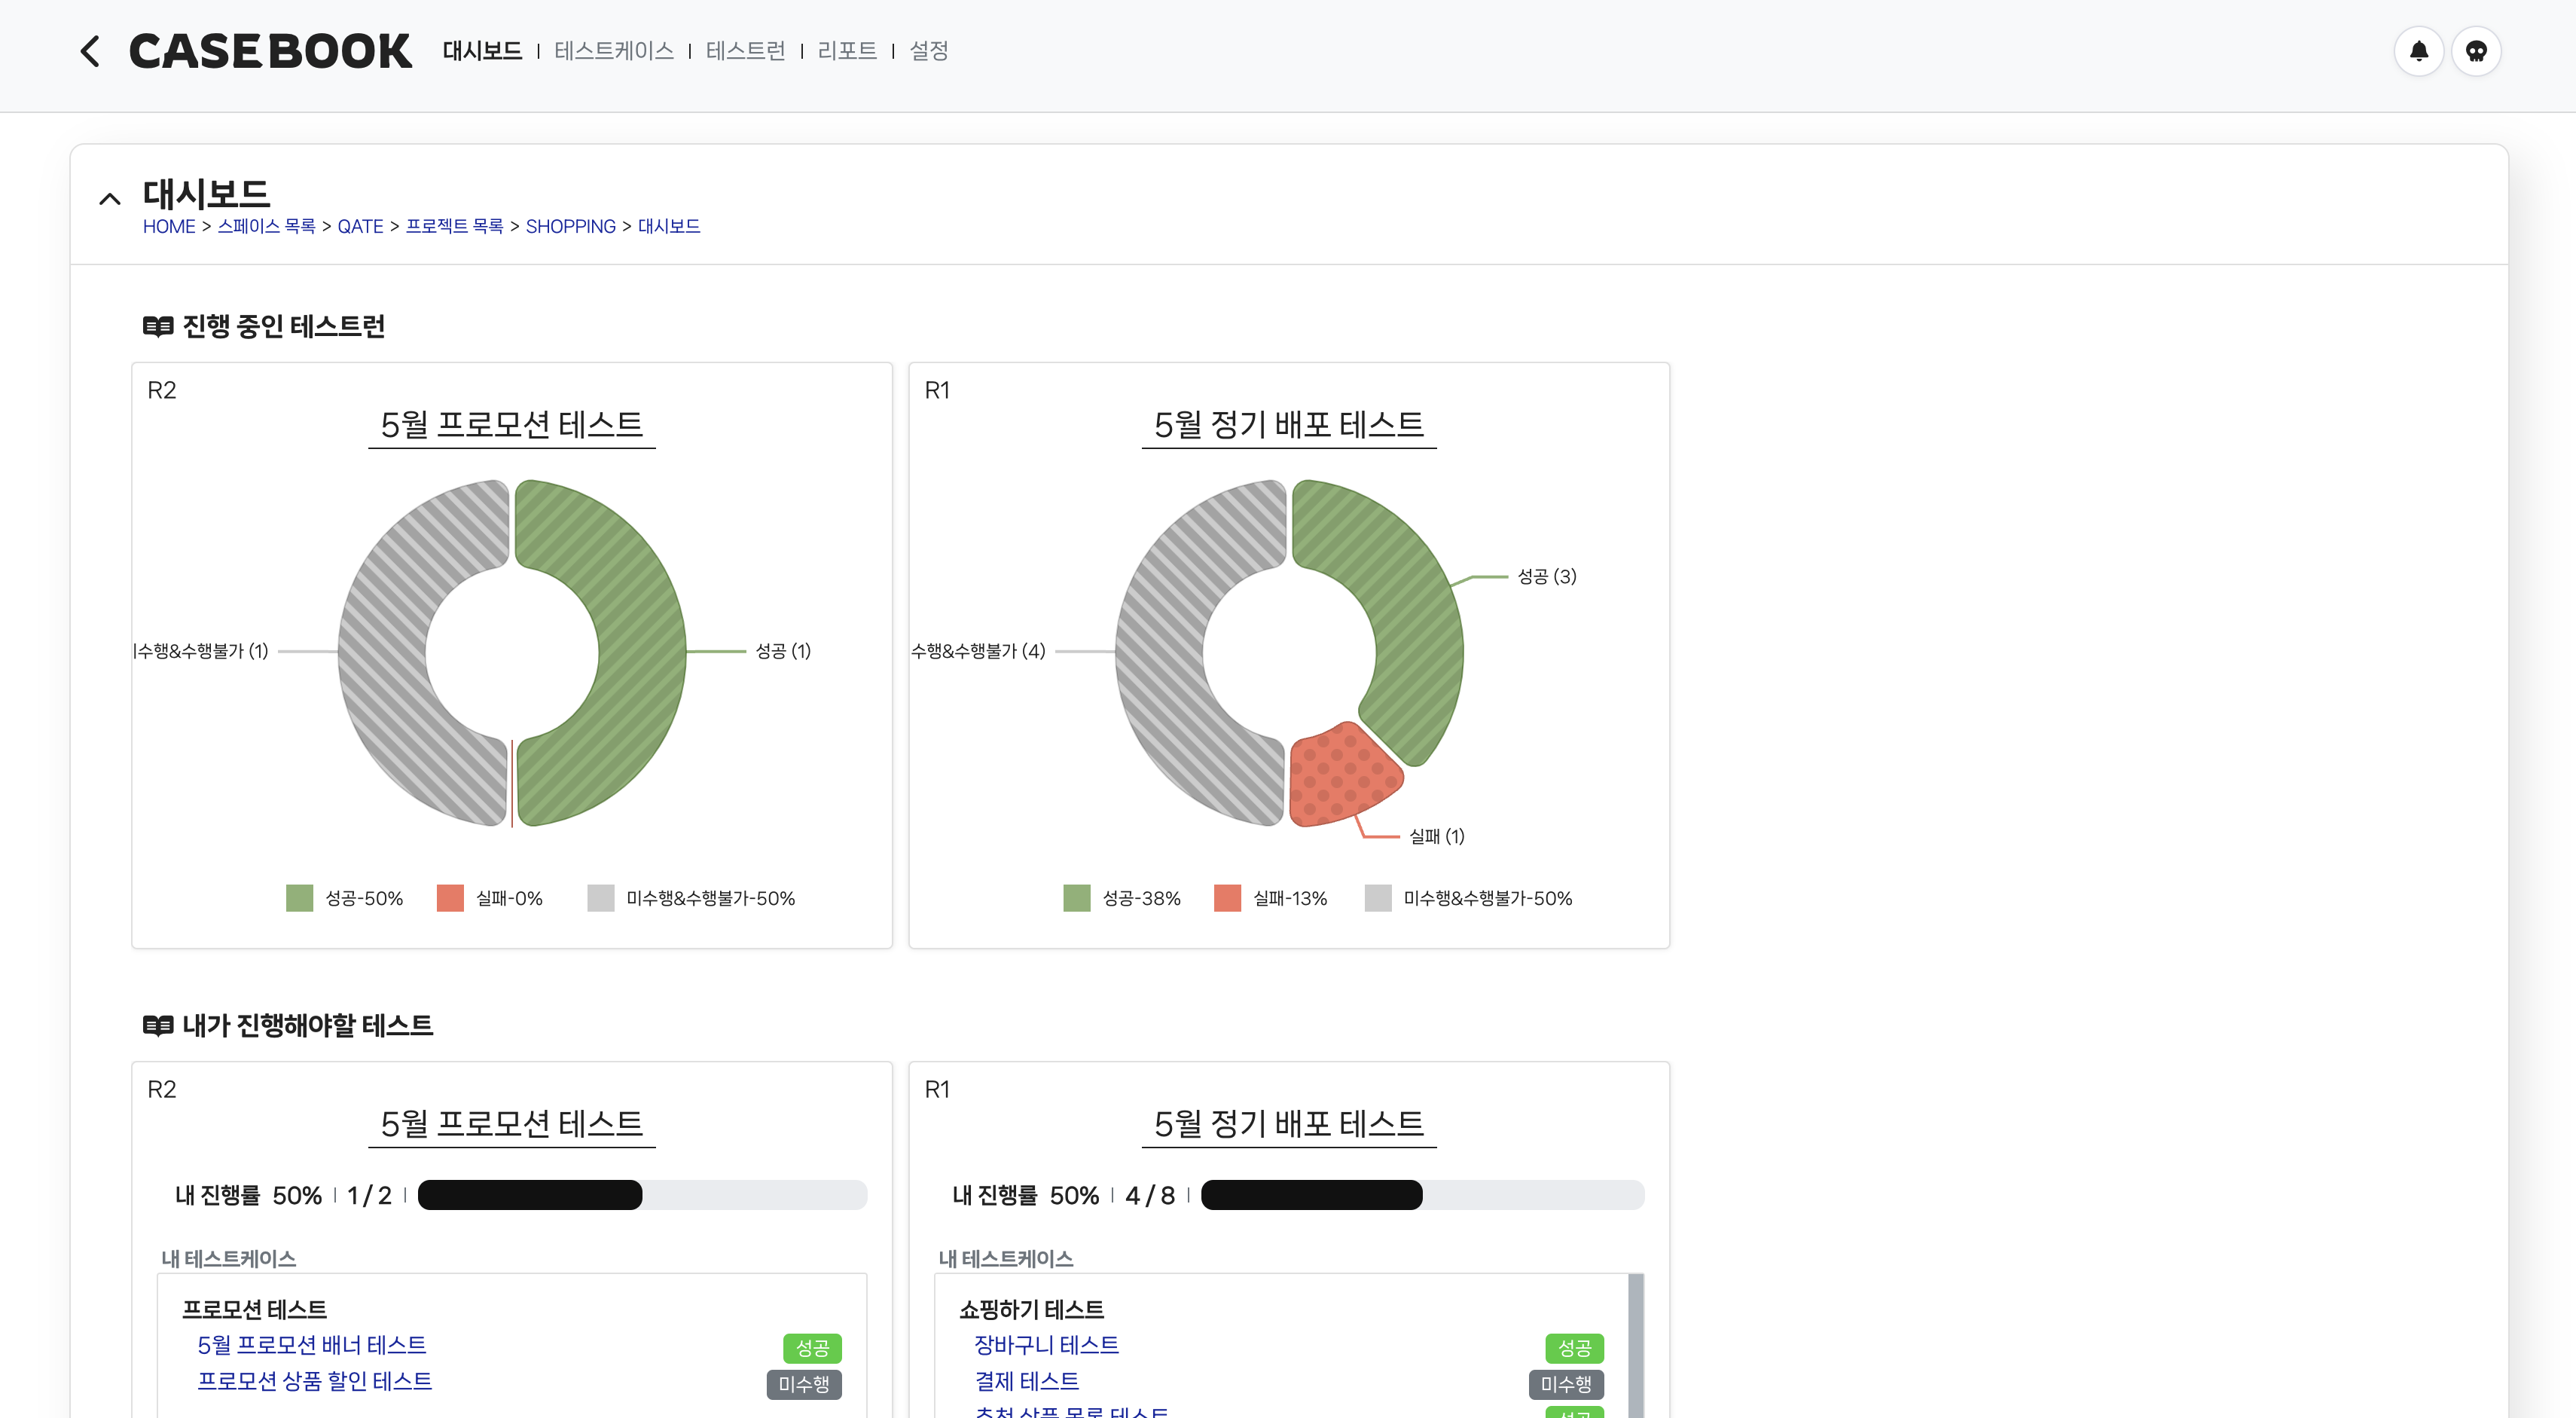 CASEBOOK
대시보드 | 테스트케이스 | 테스트런 | 리포트 | 설정
대시보드
HOME > 스페이스 목록 > QATE > 프로젝트 목록 > SHOPPING > 대시보드
진행 중인 테스트런
R2
5월 프로모션 테스트
수행&수행불가 (1)
성공 (1)
성공-50% 실패-0% 미수행&수행불가-50%
R1
5월 정기 배포 테스트
성공 (3)
수행&수행불가 (4)
실패 (1)
성공-38% 실패-13% 미수행&수행불가-50%
내가 진행해야할 테스트
R2
5월 프로모션 테스트
내 진행률 50% | 1 / 2 |
내 테스트케이스
프로모션 테스트
5월 프로모션 배너 테스트 성공
프로모션 상품 할인 테스트 미수행
R1
5월 정기 배포 테스트
내 진행률 50% | 4 / 8 |
내 테스트케이스
쇼핑하기 테스트
장바구니 테스트 성공
결제 테스트 미수행
추천 상품 목록 테스트 성공